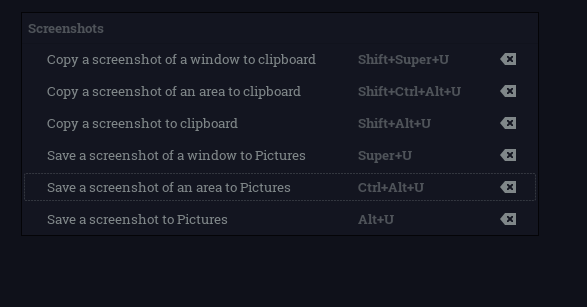 Screenshots
Copy a screenshot of a window to clipboard Shift+Super+U
Copy a screenshot of an area to clipboard Shift+Ctrl+Alt+U
Copy a screenshot to clipboard Shift+Alt+U
Save a screenshot of a window to Pictures Super+U
Save a screenshot of an area to Pictures Ctrl+Alt+U
Save a screenshot to Pictures Alt+U